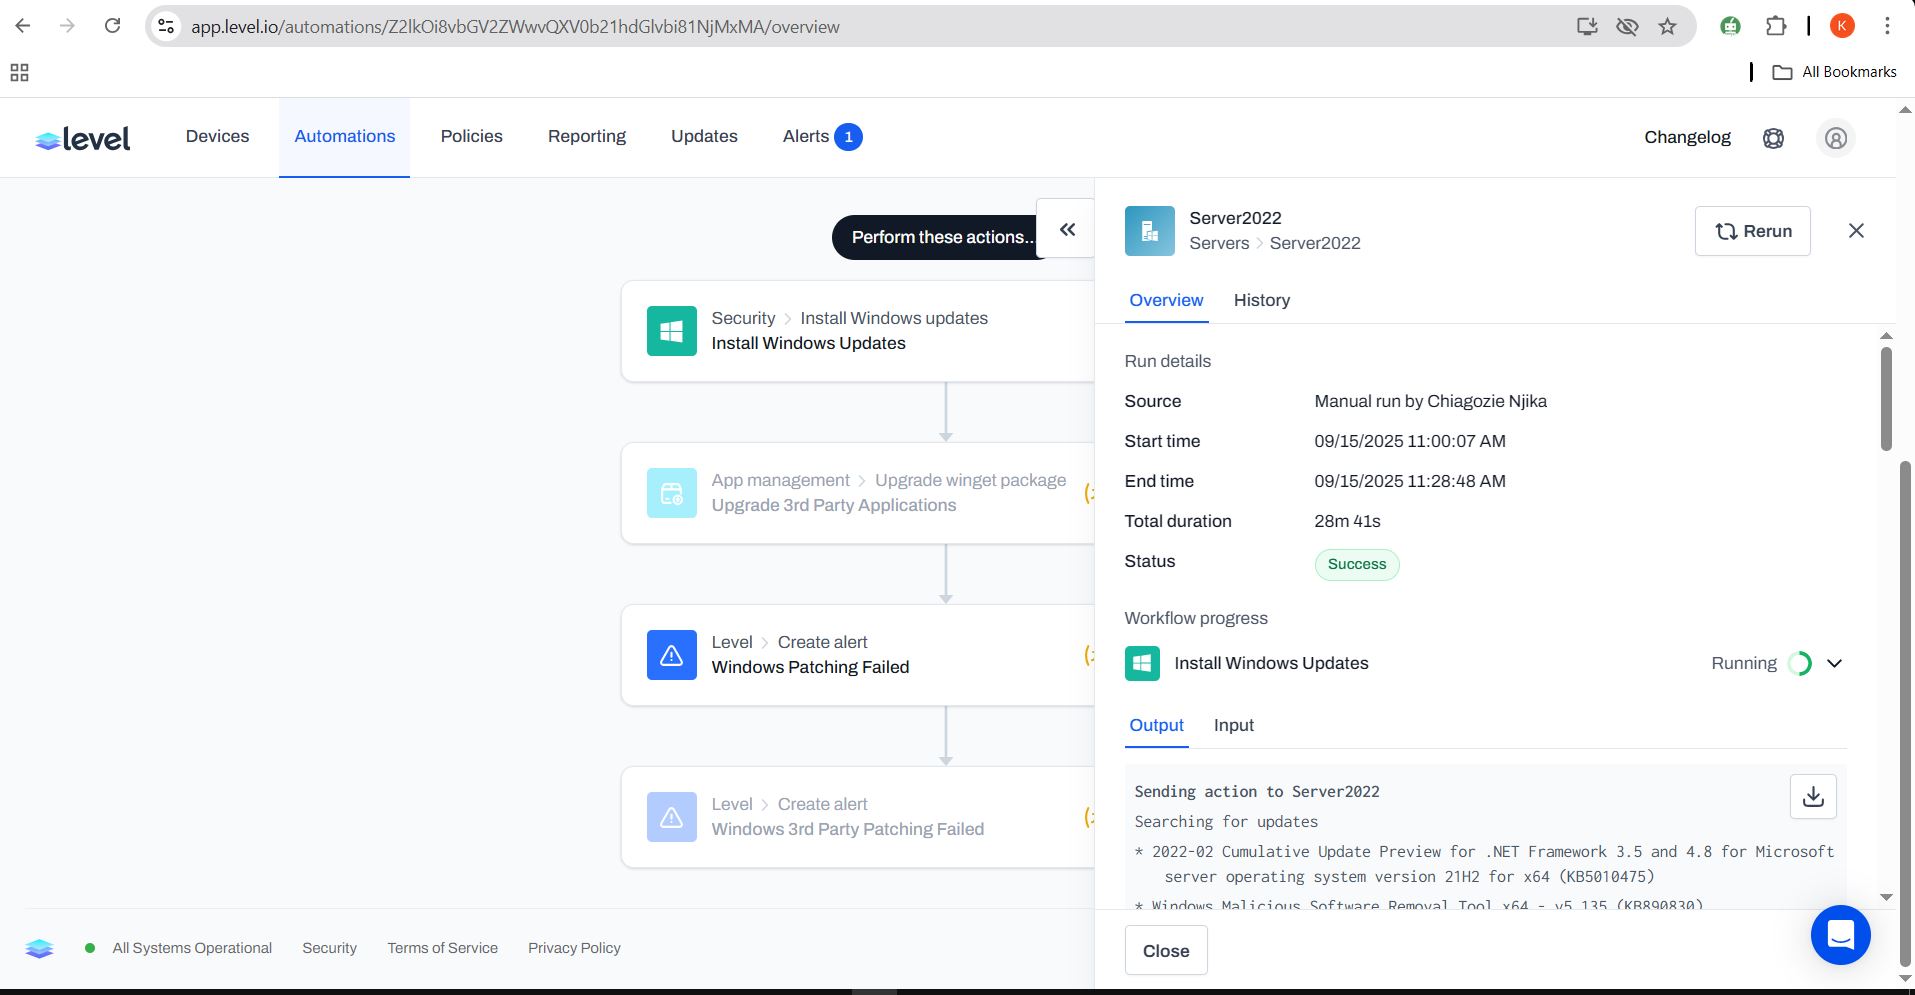 app.level.io/automations/Z2lkOi8vbGV2ZWwvQXV0b21hdGlvbi81NjMxMA/overview
K
All Bookmarks
level
Devices
Automations
Policies
Reporting
Updates
Alerts 1
Changelog
Perform these actions...
Security > Install Windows updates
Install Windows Updates
App management > Upgrade winget package
Upgrade 3rd Party Applications
Level > Create alert
Windows Patching Failed
Level > Create alert
Windows 3rd Party Patching Failed
Server2022
Servers > Server2022
Rerun
Overview
History
Run details
Source Manual run by Chiagozie Njika
Start time 09/15/2025 11:00:07 AM
End time 09/15/2025 11:28:48 AM
Total duration 28m 41s
Status Success
Workflow progress
Install Windows Updates Running
Output Input
Sending action to Server2022
Searching for updates
* 2022-02 Cumulative Update Preview for .NET Framework 3.5 and 4.8 for Microsoft
server operating system version 21H2 for x64 (KB5010475)
* Windows Malicious Software Removal Tool x64 - v5.135 (KB890830)
Close
All Systems Operational
Security
Terms of Service
Privacy Policy